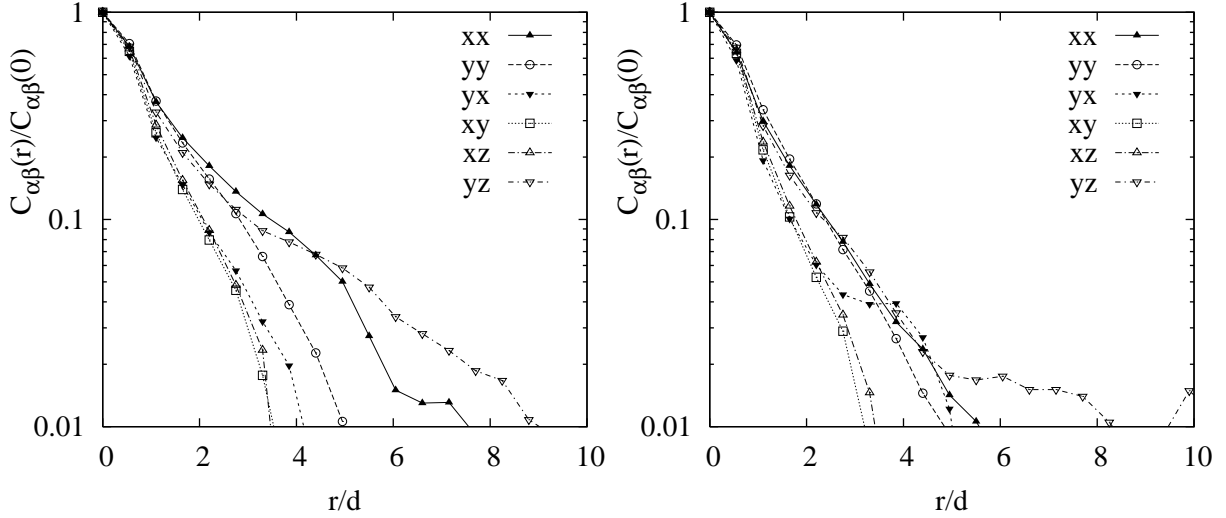 1
0.1
0.01
0 2 4 6 8 10
C_αβ(r)/C_αβ(0)
r/d
xx
yy
yx
xy
xz
yz
1
0.1
0.01
0 2 4 6 8 10
C_αβ(r)/C_αβ(0)
r/d
xx
yy
yx
xy
xz
yz